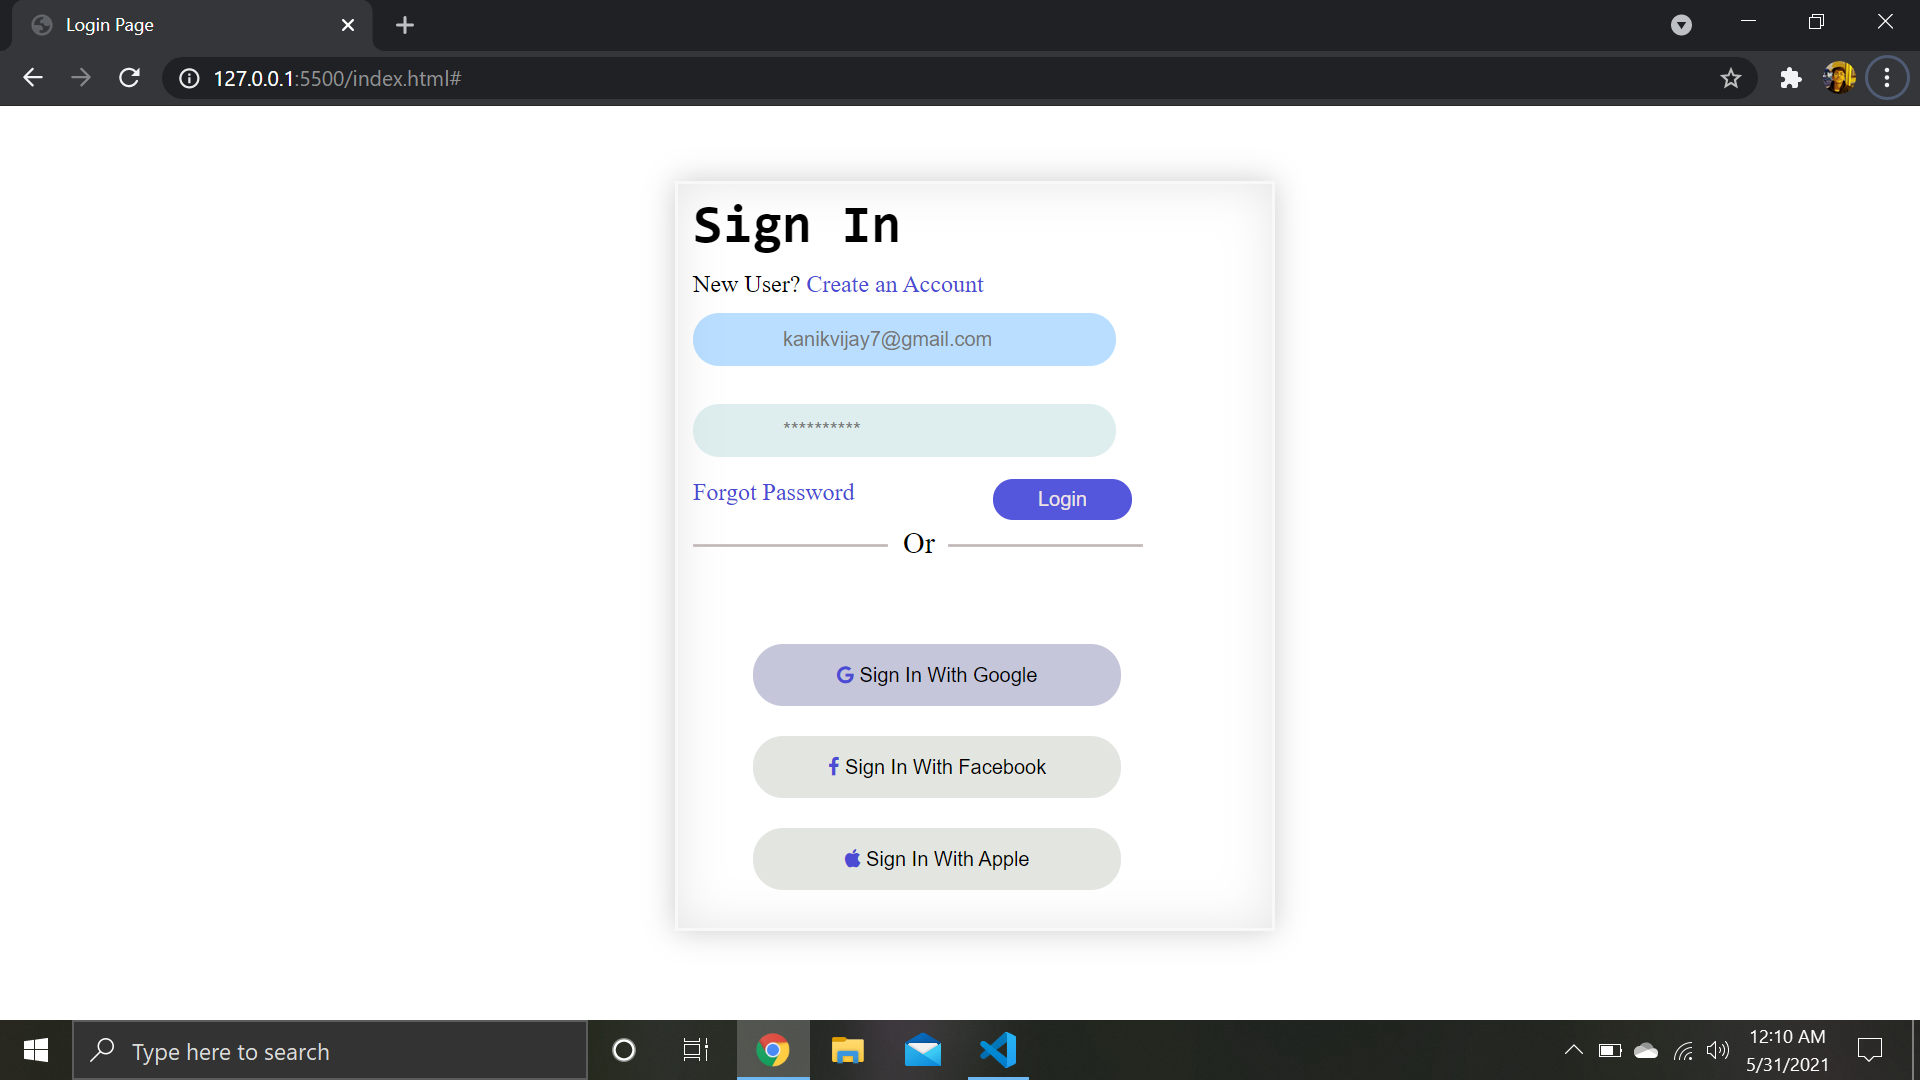 Login Page
127.0.0.1:5500/index.html#
Sign In
New User? Create an Account
kanikvijay7@gmail.com
**********
Forgot Password
Login
Or
G Sign In With Google
f Sign In With Facebook
Sign In With Apple
Type here to search
12:10 AM
5/31/2021